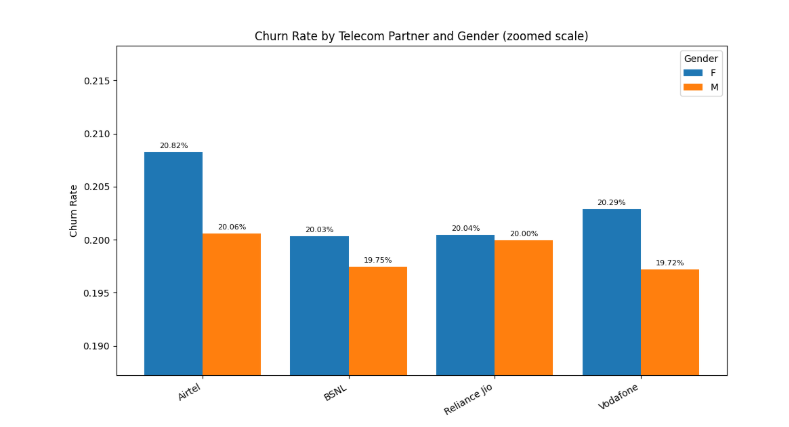 Churn Rate by Telecom Partner and Gender (zoomed scale)
Gender
F
M
Churn Rate
0.215
0.210
0.205
0.200
0.195
0.190
20.82%
20.06%
20.03%
19.75%
20.04%
20.00%
20.29%
19.72%
Airtel
BSNL
Reliance Jio
Vodafone